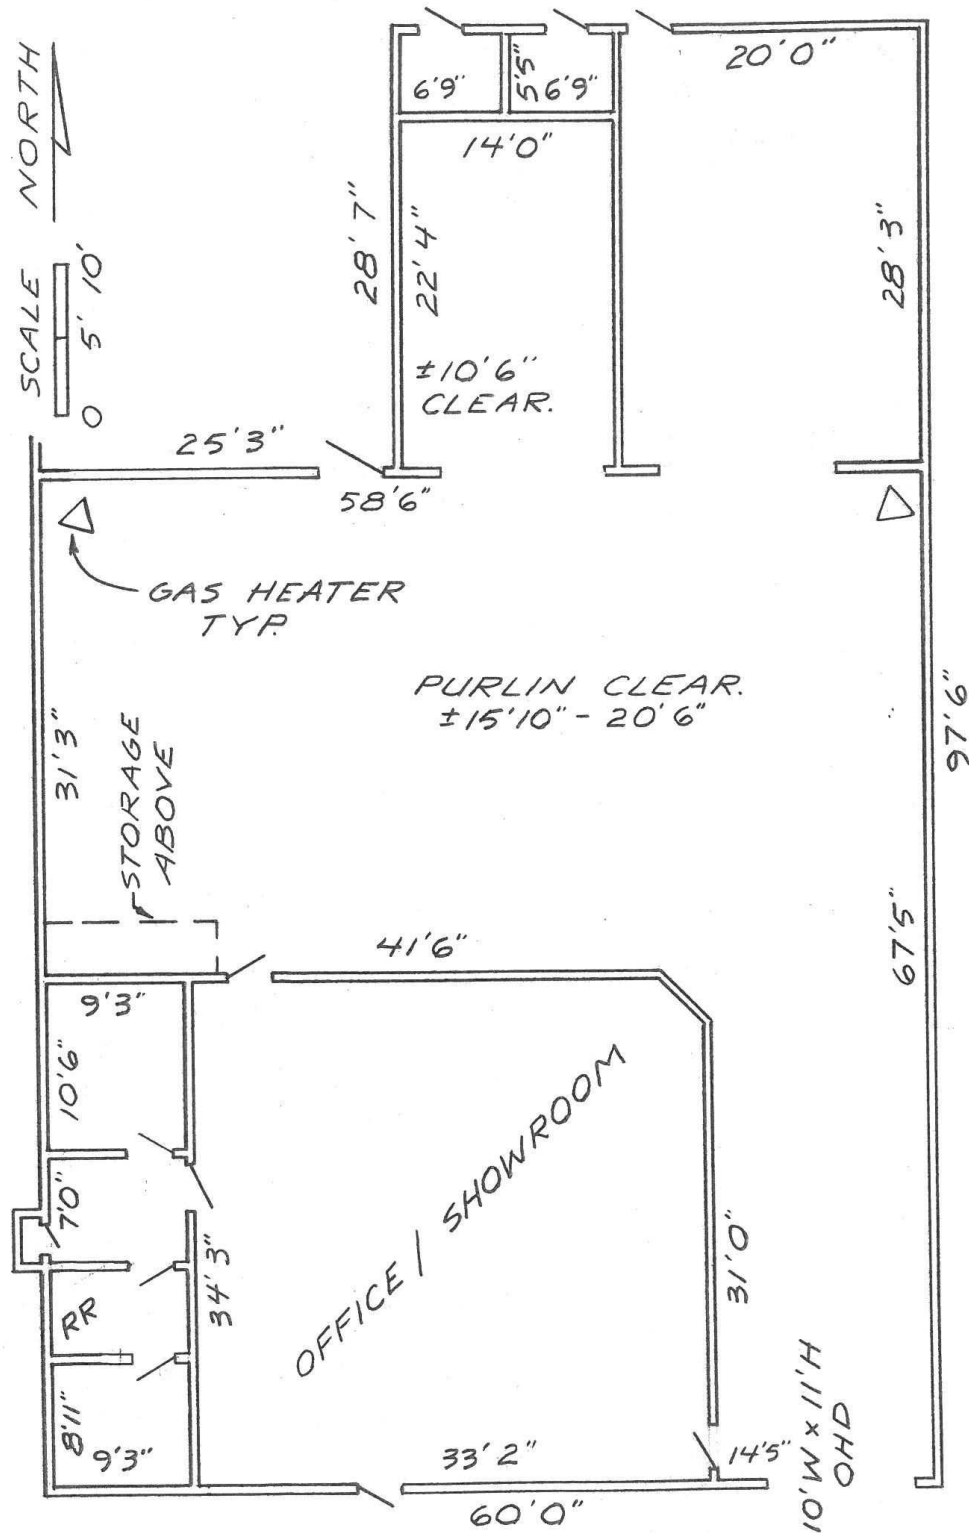 NORTH
SCALE
0 5' 10'
6'9"
5'5"
6'9"
20'0"
14'0"
28'7"
22'4"
28'3"
±10'6"
CLEAR.
25'3"
58'6"
GAS HEATER
TYP.
PURLIN CLEAR.
±15'10" - 20'6"
31'3"
STORAGE
ABOVE
97'6"
67'5"
41'6"
9'3"
10'6"
7'0"
OFFICE / SHOWROOM
34'3"
31'0"
RR
8'11"
9'3"
33'2"
14'5"
10'W x 11'H
OHD
60'0"